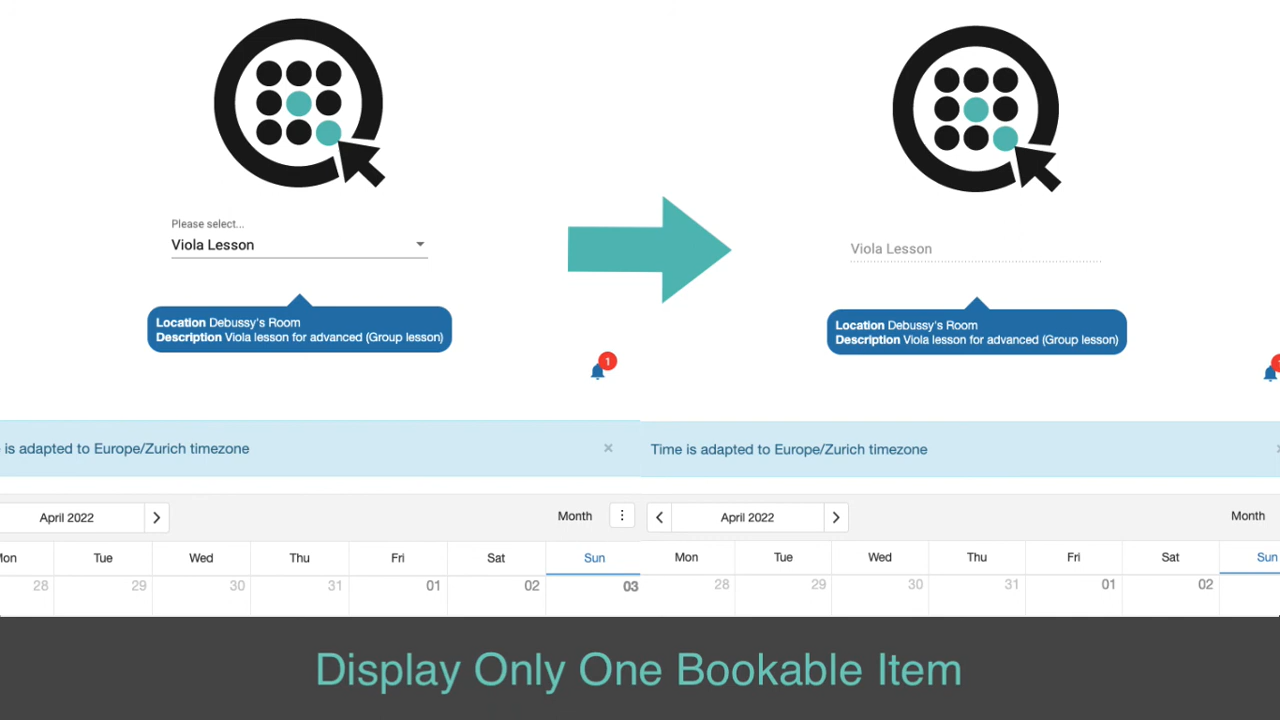 Please select...
Viola Lesson
Location Debussy's Room
Description Viola lesson for advanced (Group lesson)
1
is adapted to Europe/Zurich timezone
×
April 2022
Month
Mon Tue Wed Thu Fri Sat Sun
28 29 30 31 01 02 03
Viola Lesson
Location Debussy's Room
Description Viola lesson for advanced (Group lesson)
Time is adapted to Europe/Zurich timezone
April 2022
Month
Mon Tue Wed Thu Fri Sat Sun
28 29 30 31 01 02
Display Only One Bookable Item